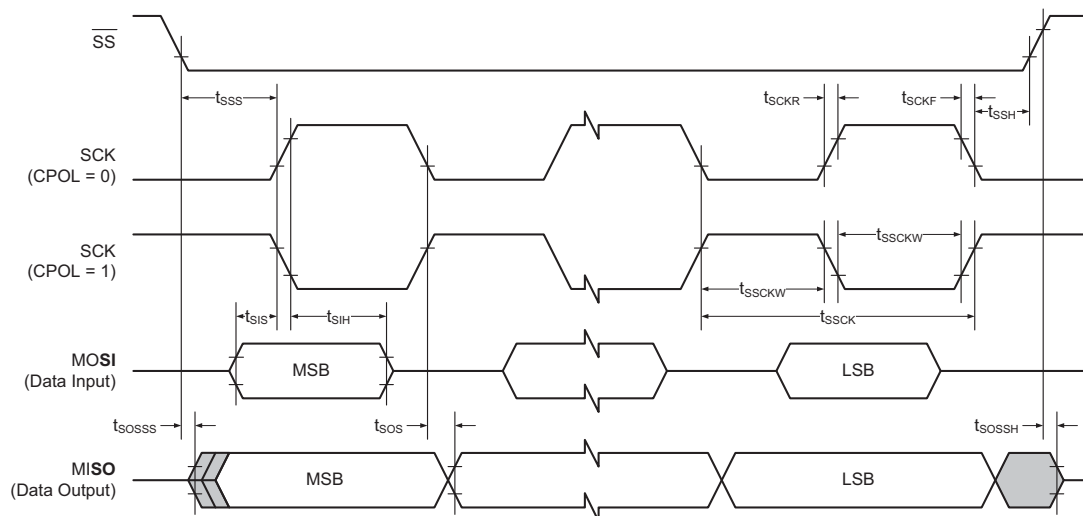 SS
tSSS
tSCKR
tSCKF
tSSH
SCK
(CPOL = 0)
SCK
(CPOL = 1)
tSSCKW
tSSCKW
tSSCK
tSIS
tSIH
MOSI
(Data Input)
MSB
LSB
tSOSSS
tSOS
tSOSSH
MISO
(Data Output)
MSB
LSB